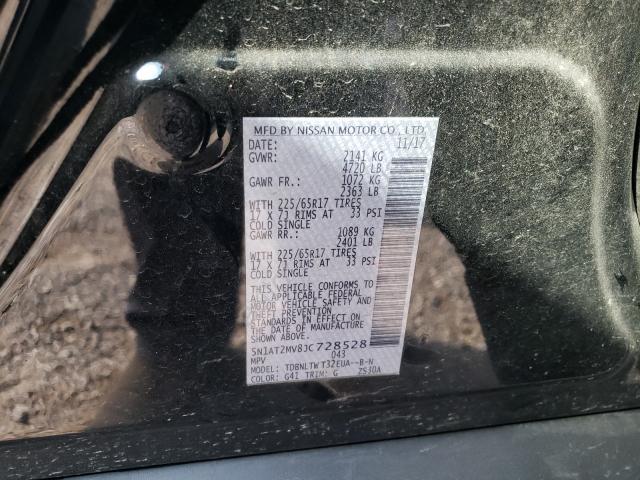 MFD BY NISSAN MOTOR CO., LTD.
DATE: 11/17
GVWR: 2141 KG
4720 LB
GAWR FR.: 1072 KG
2363 LB
WITH 225/65R17 TIRES
17 X 7J RIMS AT 33 PSI
COLD SINGLE
GAWR RR.: 1089 KG
2401 LB
WITH 225/65R17 TIRES
17 X 7J RIMS AT 33 PSI
COLD SINGLE
THIS VEHICLE CONFORMS TO
ALL APPLICABLE FEDERAL
MOTOR VEHICLE SAFETY AND
THEFT PREVENTION
STANDARDS IN EFFECT ON
THE DATE OF MANUFACTURE
5N1AT2MV8JC728528
MPV 043
MODEL: TDBNLTWT32EUA--B-N
COLOR: G41 TRIM: G ZS30A